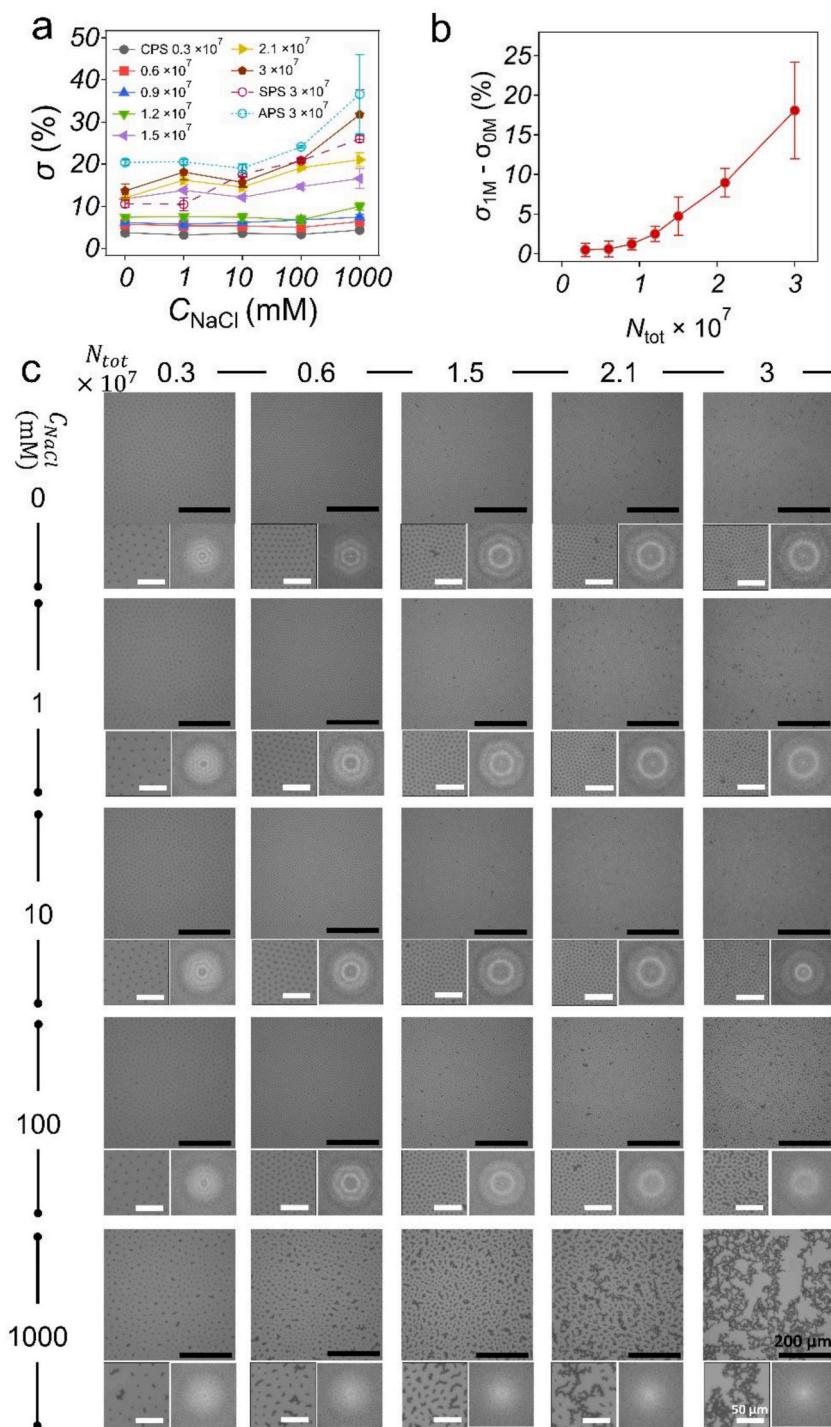 a
b
σ (%)
50
40
30
20
10
0
CPS 0.3 ×10⁷
0.6 ×10⁷
0.9 ×10⁷
1.2 ×10⁷
1.5 ×10⁷
2.1 ×10⁷
3 ×10⁷
SPS 3 ×10⁷
APS 3 ×10⁷
0 1 10 100 1000
C_NaCl (mM)
σ_1M - σ_0M (%)
25
20
15
10
5
0
0 1 2 3
N_tot × 10⁷
c
N_tot × 10⁷
0.3 0.6 1.5 2.1 3
C_NaCl (mM)
0
1
10
100
1000
200 µm
50 µm